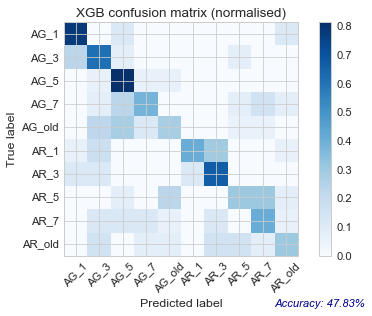 XGB confusion matrix (normalised)
AG_1
AG_3
AG_5
AG_7
AG_old
AR_1
AR_3
AR_5
AR_7
AR_old
True label
AG_1
AG_3
AG_5
AG_7
AG_old
AR_1
AR_3
AR_5
AR_7
AR_old
Predicted label
0.8
0.7
0.6
0.5
0.4
0.3
0.2
0.1
0.0
Accuracy: 47.83%